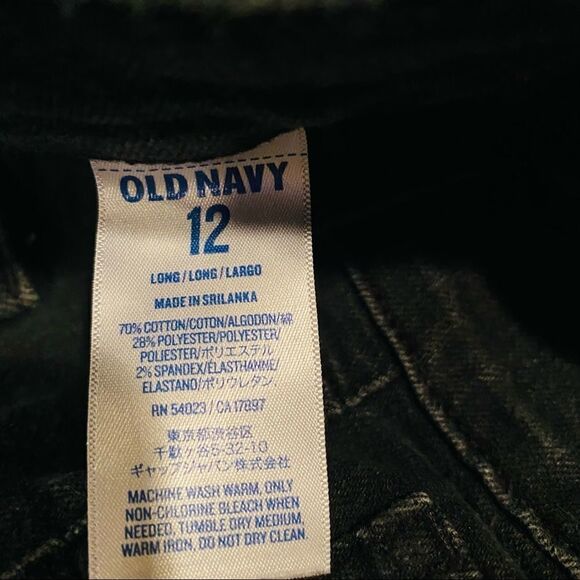 OLD NAVY
12
LONG / LONG / LARGO
MADE IN SRILANKA
70% COTTON/COTON/ALGODON/綿
28% POLYESTER/POLYESTER/
POLIESTER/ポリエステル
2% SPANDEX/ÉLASTHANNE/
ELASTANO/ポリウレタン
RN 54023 / CA 17897
東京都渋谷区
千駄ヶ谷5-32-10
ギャップジャパン株式会社
MACHINE WASH WARM, ONLY
NON-CHLORINE BLEACH WHEN
NEEDED, TUMBLE DRY MEDIUM,
WARM IRON, DO NOT DRY CLEAN